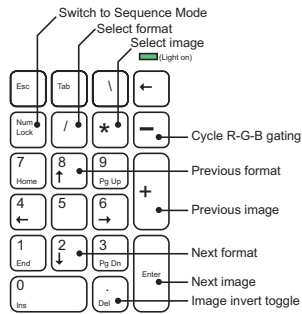 Switch to Sequence Mode
Select format
Select image
(Light on)
Esc
Tab
\
←
Num
Lock
/
*
−
Cycle R-G-B gating
7
Home
8
↑
9
Pg Up
+
Previous format
4
←
5
6
→
Previous image
1
End
2
↓
3
Pg Dn
Enter
Next format
Next image
0
Ins
.
Del
Image invert toggle